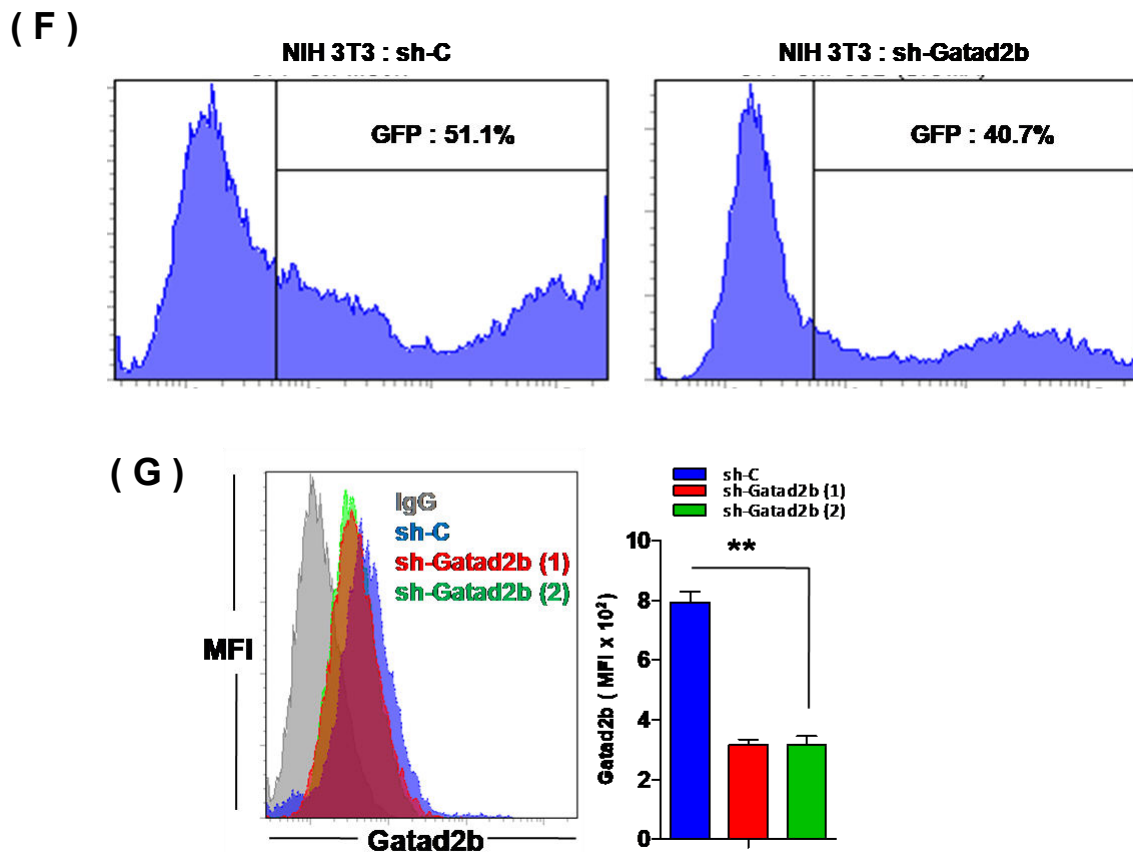 ( F )
NIH 3T3 : sh-C
NIH 3T3 : sh-Gatad2b
GFP : 51.1%
GFP : 40.7%
( G )
IgG
sh-C
sh-Gatad2b (1)
sh-Gatad2b (2)
MFI
Gatad2b
sh-C
sh-Gatad2b (1)
sh-Gatad2b (2)
**
Gatad2b ( MFI x 10²)
10
8
6
4
2
0